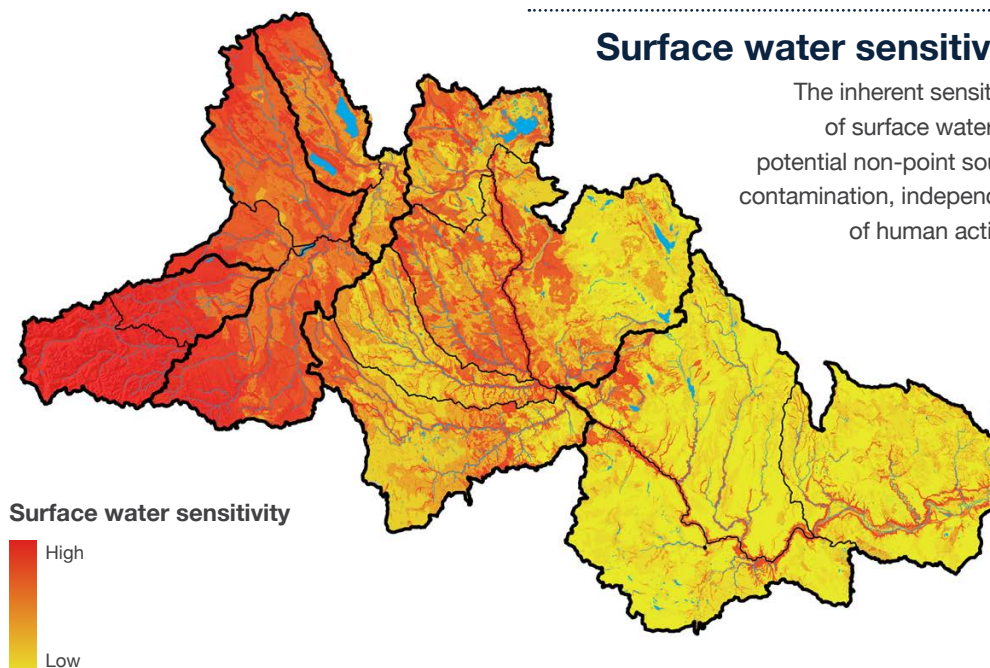 Surface water sensitiv
The inherent sensit
of surface water
potential non-point sou
contamination, independ
of human acti
Surface water sensitivity
High
Low